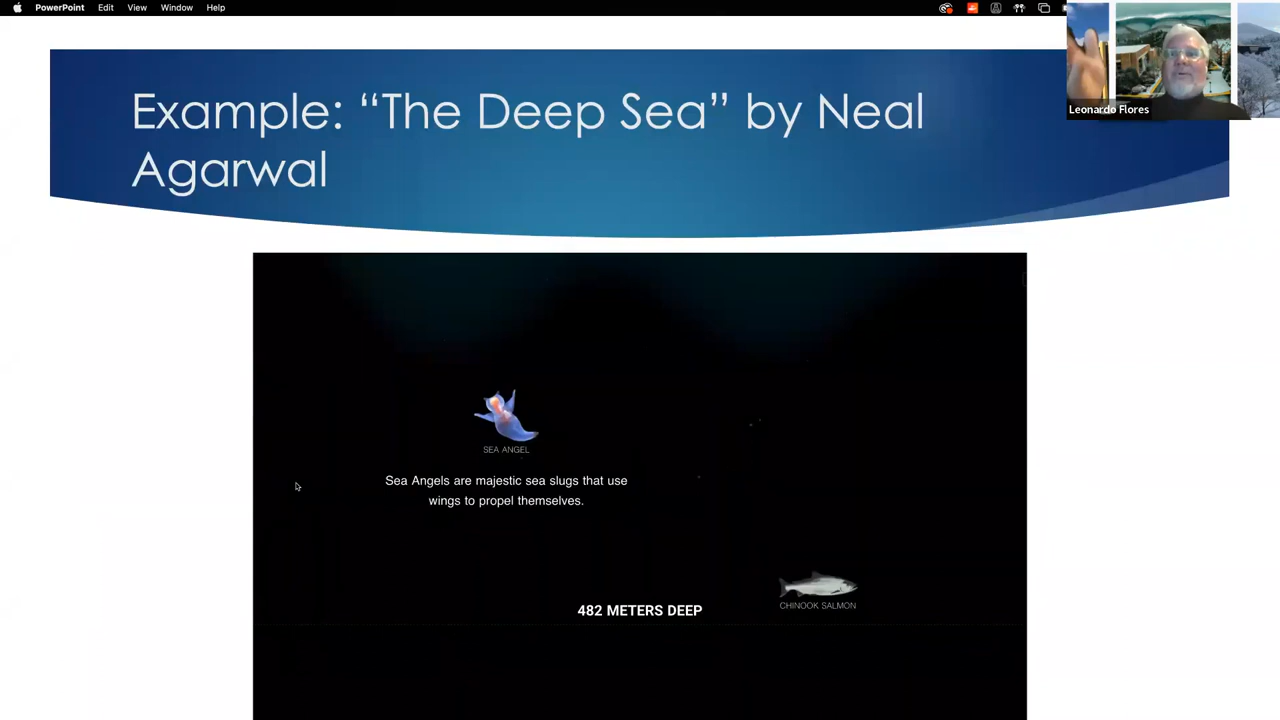 PowerPoint Edit View Window Help
Leonardo Flores
Example: “The Deep Sea” by Neal
Agarwal
SEA ANGEL
Sea Angels are majestic sea slugs that use
wings to propel themselves.
CHINOOK SALMON
482 METERS DEEP